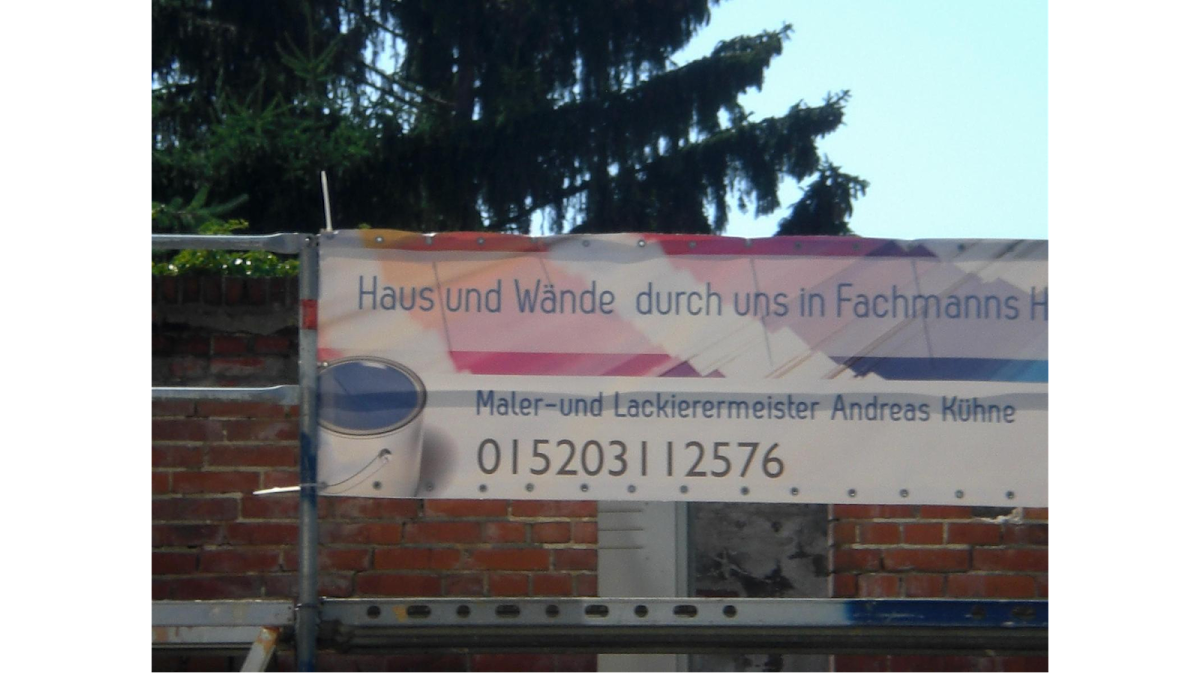 Haus und Wände durch uns in Fachmanns H
Maler-und Lackierermeister Andreas Kühne
015203112576